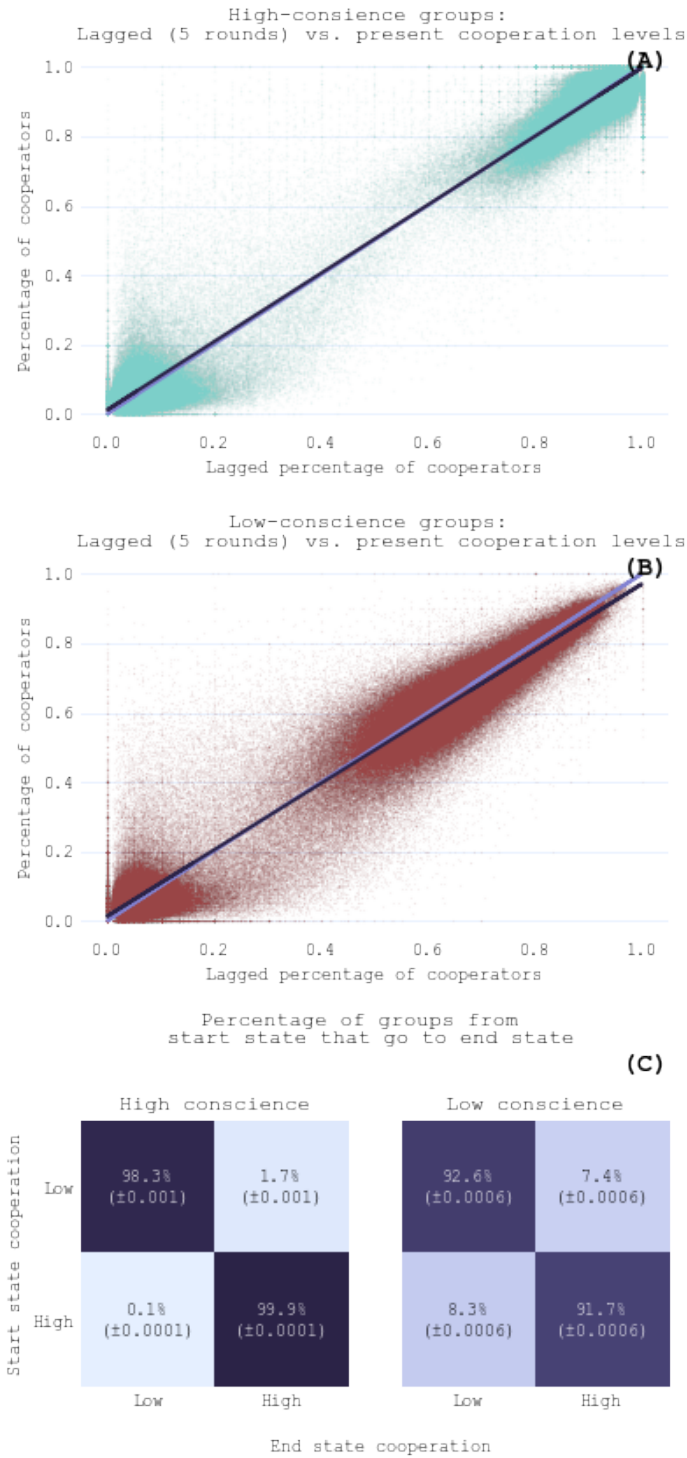 High-conscience groups:
Lagged (5 rounds) vs. present cooperation levels
(A)
Percentage of cooperators
1.0
0.8
0.6
0.4
0.2
0.0
0.0 0.2 0.4 0.6 0.8 1.0
Lagged percentage of cooperators
Low-conscience groups:
Lagged (5 rounds) vs. present cooperation levels
(B)
Percentage of cooperators
1.0
0.8
0.6
0.4
0.2
0.0
0.0 0.2 0.4 0.6 0.8 1.0
Lagged percentage of cooperators
Percentage of groups from
start state that go to end state
(C)
High conscience Low conscience
Start state cooperation
Low
98.3% 1.7% 92.6% 7.4%
(±0.001) (±0.001) (±0.0006) (±0.0006)
High
0.1% 99.9% 8.3% 91.7%
(±0.0001) (±0.0001) (±0.0006) (±0.0006)
Low High Low High
End state cooperation